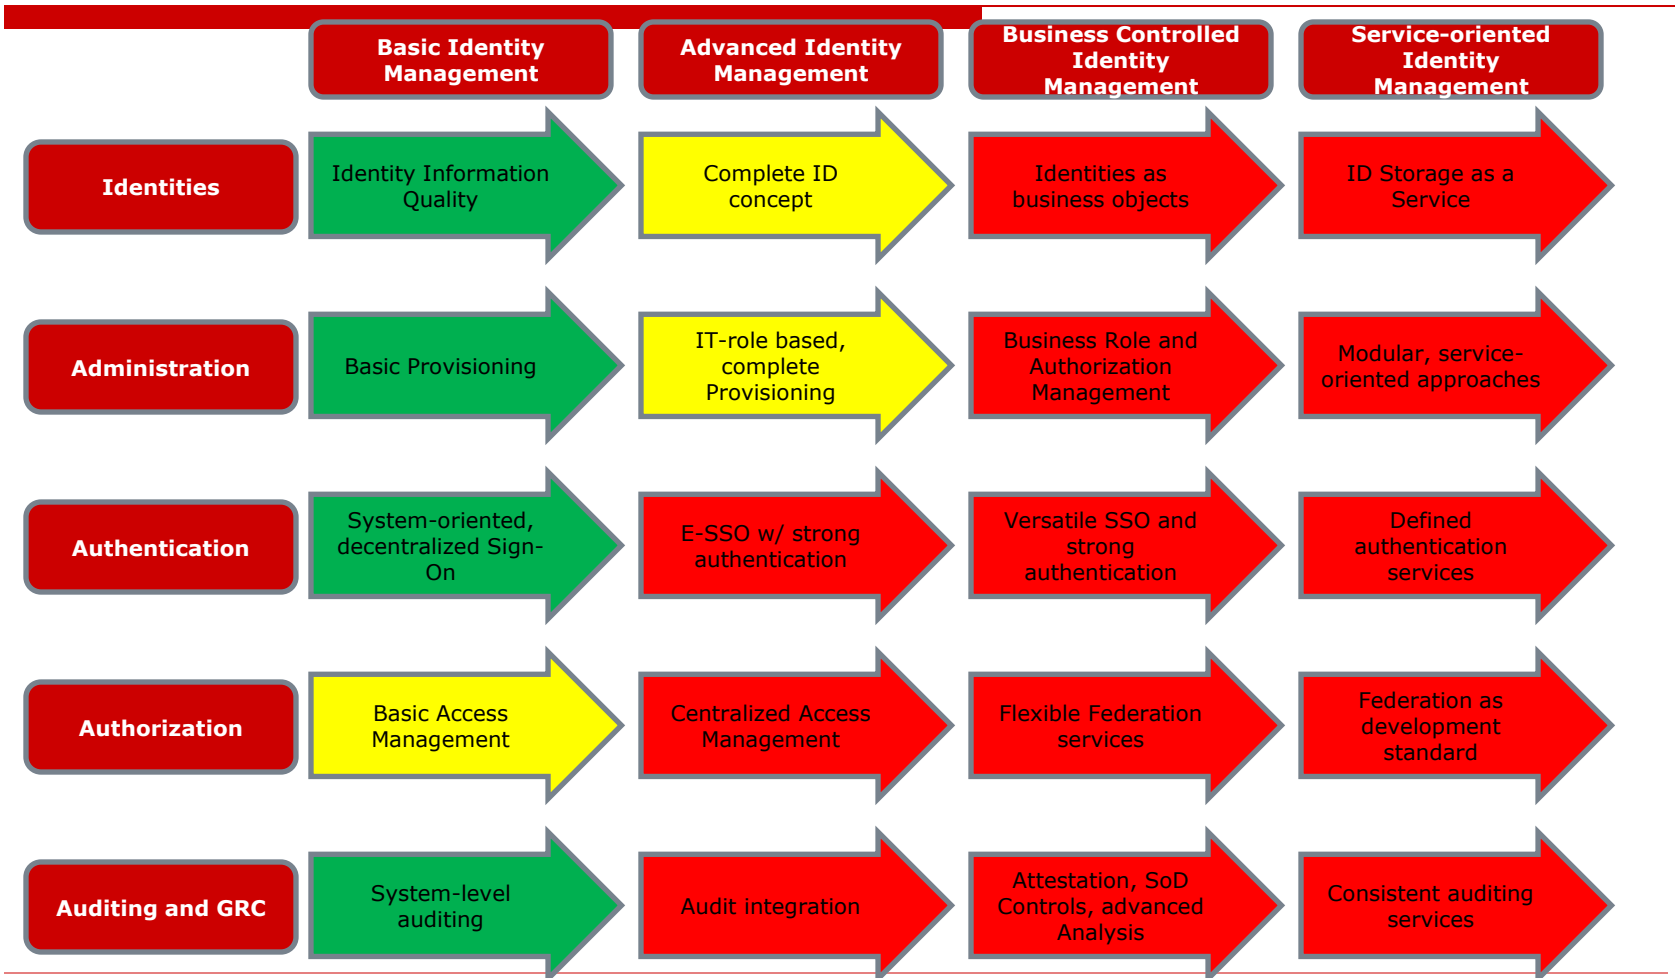 Basic Identity
Management
Advanced Identity
Management
Business Controlled
Identity
Management
Service-oriented
Identity
Management
Identities
Identity Information
Quality
Complete ID
concept
Identities as
business objects
ID Storage as a
Service
Administration
Basic Provisioning
IT-role based,
complete
Provisioning
Business Role and
Authorization
Management
Modular, service-
oriented approaches
Authentication
System-oriented,
decentralized Sign-
On
E-SSO w/ strong
authentication
Versatile SSO and
strong
authentication
Defined
authentication
services
Authorization
Basic Access
Management
Centralized Access
Management
Flexible Federation
services
Federation as
development
standard
Auditing and GRC
System-level
auditing
Audit integration
Attestation, SoD
Controls, advanced
Analysis
Consistent auditing
services